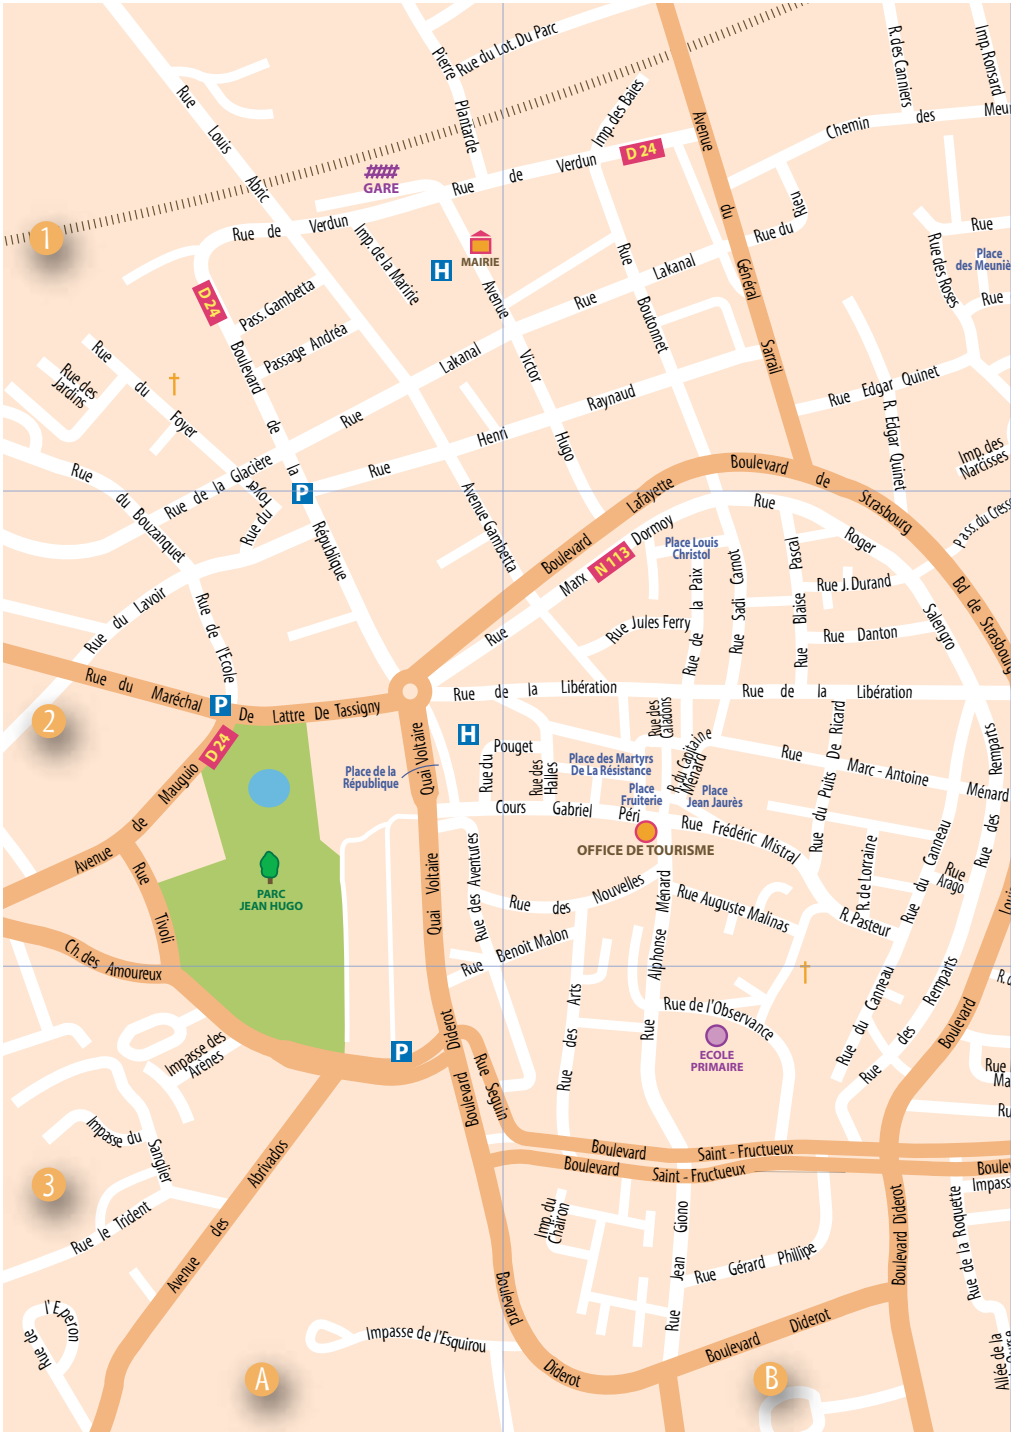 Pierre
Plantarde
Rue du Lot. Du Parc
R. des Canniers
Imp. Ronsard
Rue
Louis
Abric
Imp. des Baies
Avenue
du
Général
Sarrail
Chemin
des
Meun
D 24
GARE
Rue
de
Verdun
Rue de
Verdun
1
Imp. de la Maririe
MAIRIE
H
Rieu
Rue du
Rue
Place
des Meuniè
Rue des Roses
Rue
D 24
Pass. Gambetta
Passage Andréa
Avenue
Victor
Hugo
Rue
Boutonnet
Lakanal
Rue
Lakanal
Rue
Boulevard
de
la
République
Rue
du
Foyer
Rue des
Jardins
Raynaud
Henri
Rue
Rue Edgar Quinet
R. Edgar Quinet
Imp. des
Narcisses
Rue
du
Bouzanquet
Rue de la Glacière
Rue du
Foyer
P
Avenue Gambetta
Boulevard
Lafayette
Boulevard
de
Strasbourg
Bd de Strasbourg
Pass. du Cresso
Rue
Marx
Dormoy
N 113
Place Louis
Christol
Rue
Roger
Salengro
Rue J. Durand
Rue Danton
Rue Blaise Pascal
Rue Sadi Carnot
Rue de la Paix
Rue Jules Ferry
Rue du Lavoir
Rue de l'Ecole
Rue du Maréchal
De Lattre De Tassigny
P
2
D 24
Rue de la Libération
Rue de la Libération
Quai Voltaire
H
Place de la
République
Rue du
Pouget
Rue des
Halles
Place des Martyrs
De La Résistance
Rue des
Caladons
R. du Capitaine
Ménard
Place
Fruiterie
Place
Jean Jaurès
Rue du Puits De Ricard
Rue
Marc - Antoine
Ménard
Rue des Remparts
Cours Gabriel Péri
OFFICE DE TOURISME
Rue Frédéric Mistral
Avenue de Mauguio
Rue
Tivoli
PARC
JEAN HUGO
Quai Voltaire
Rue des Aventures
Rue des Nouvelles
Rue Benoit Malon
Rue Alphonse Ménard
Rue Auguste Malinas
R. de Lorraine
R. Pasteur
Rue du Canneau
Rue
Arago
Ch. des Amoureux
Rue des Arts
Rue de l'Observance
ECOLE
PRIMAIRE
Rue du Canneau
Rue des Remparts
Boulevard
R. d
Rue
Ma
Ru
Impasse des
Arènes
P
Diderot
Boulevard
Rue Seguin
Impasse du
Sanglier
3
Rue le Trident
Avenue des Abrivados
Boulevard Saint - Fructueux
Boulevard Saint - Fructueux
Boulev
Impass
Imp. du
Chairon
Rue Jean Giono
Rue Gérard Phillipe
Boulevard Diderot
Rue de la Roquette
Rue de
l' Eperon
Impasse de l'Esquirou
Boulevard
Diderot
Boulevard Diderot
Allée de la
A
B